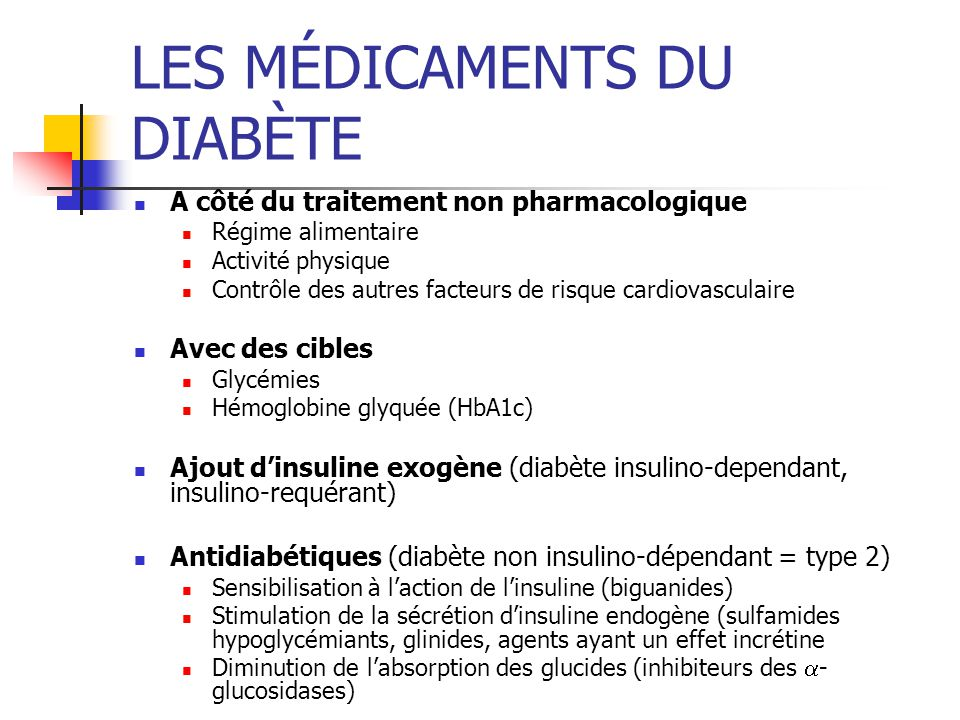 LES MÉDICAMENTS DU
DIABÈTE
A côté du traitement non pharmacologique
Régime alimentaire
Activité physique
Contrôle des autres facteurs de risque cardiovasculaire
Avec des cibles
Glycémies
Hémoglobine glyquée (HbA1c)
Ajout d’insuline exogène (diabète insulino-dependant,
insulino-requérant)
Antidiabétiques (diabète non insulino-dépendant = type 2)
Sensibilisation à l’action de l’insuline (biguanides)
Stimulation de la sécrétion d’insuline endogène (sulfamides
hypoglycémiants, glinides, agents ayant un effet incrétine
Diminution de l’absorption des glucides (inhibiteurs des α-
glucosidases)